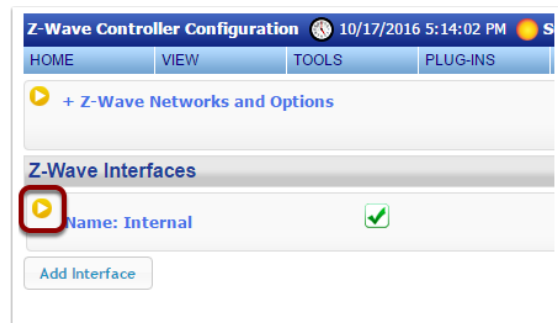 Z-Wave Controller Configuration 10/17/2016 5:14:02 PM S
HOME VIEW TOOLS PLUG-INS
+ Z-Wave Networks and Options
Z-Wave Interfaces
Name: Internal
Add Interface